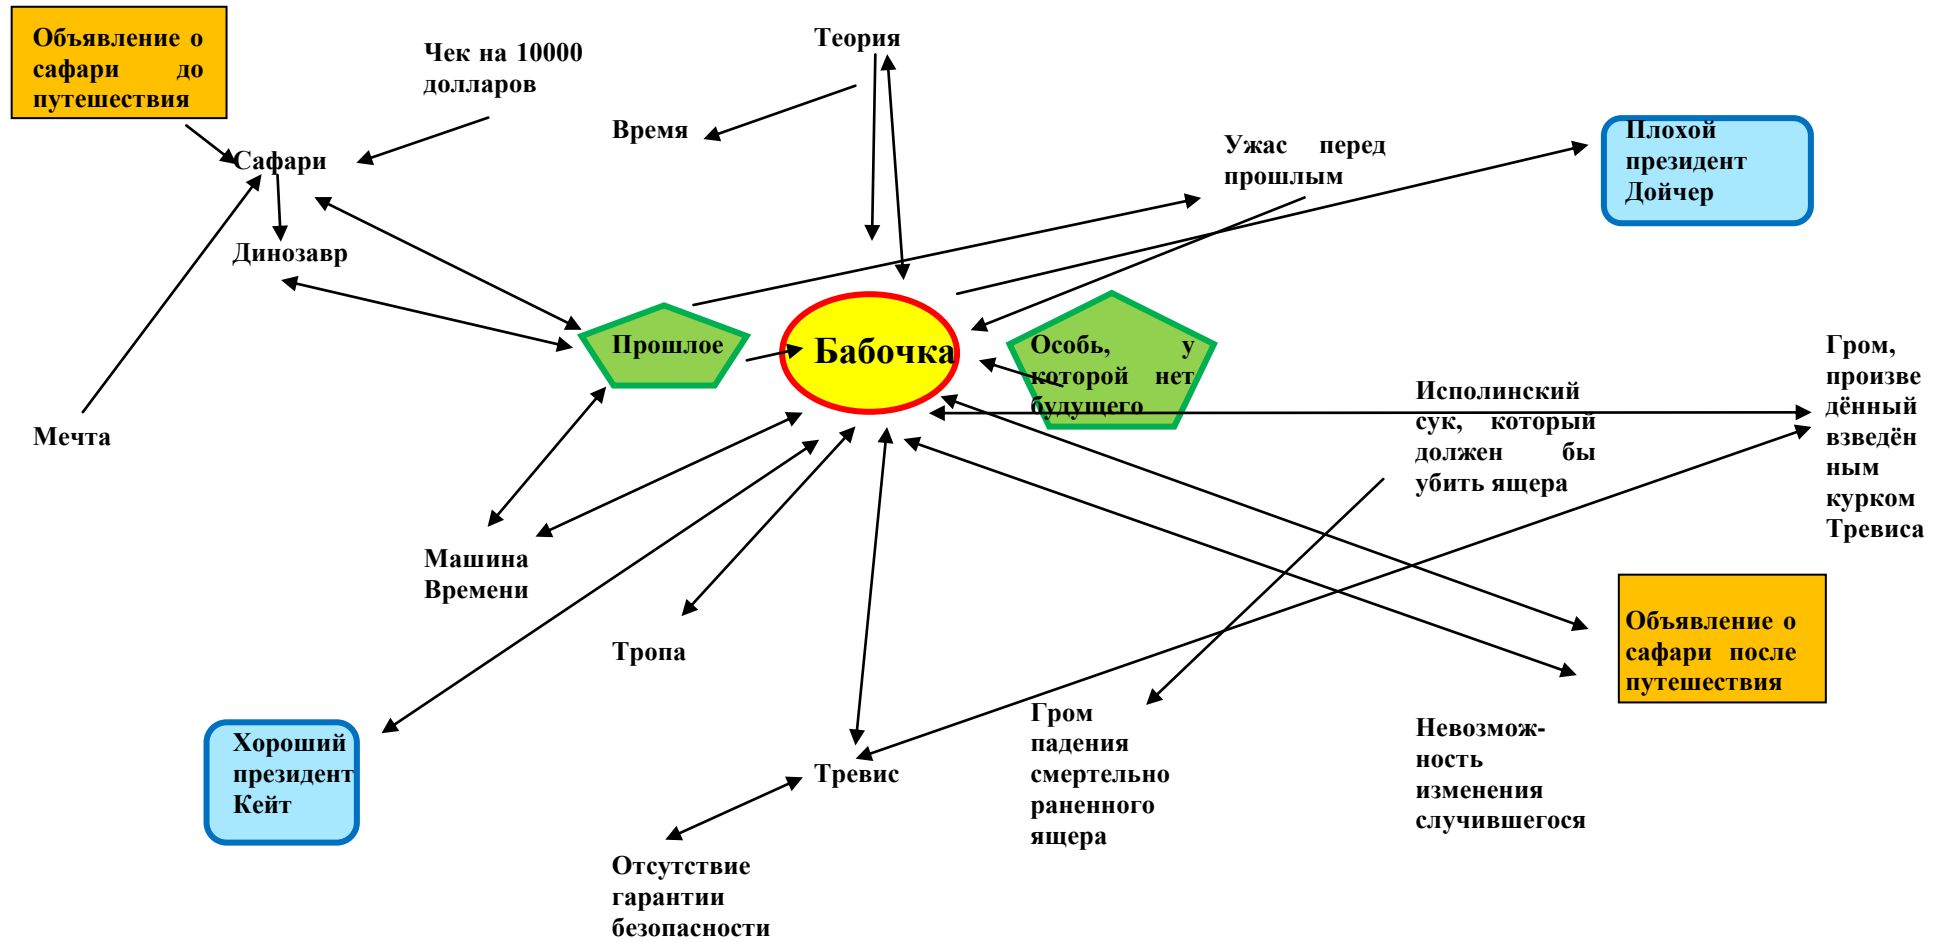 Объявление о
сафари до
путешествия
Чек на 10000
долларов
Теория
Время
Ужас перед
прошлым
Плохой
президент
Дойчер
Сафари
Динозавр
Прошлое
Бабочка
Особь, у
которой нет
будущего
Исполинский
сук, который
должен бы
убить ящера
Гром,
произве
дённый
взведён
ным
курком
Тревиса
Мечта
Машина
Времени
Тропа
Объявление о
сафари после
путешествия
Хороший
президент
Кейт
Тревис
Гром
падения
смертельно
раненного
ящера
Невозмож-
ность
изменения
случившегося
Отсутствие
гарантии
безопасности